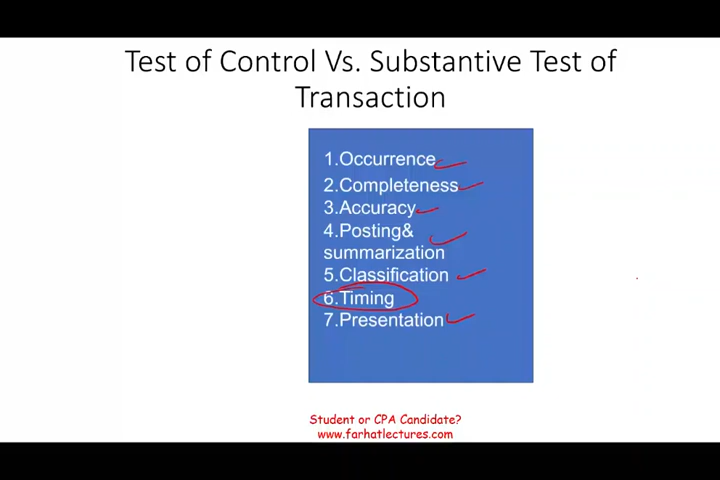 Test of Control Vs. Substantive Test of
Transaction
1.Occurrence
2.Completeness
3.Accuracy
4.Posting&
summarization
5.Classification
6.Timing
7.Presentation
Student or CPA Candidate?
www.farhatlectures.com